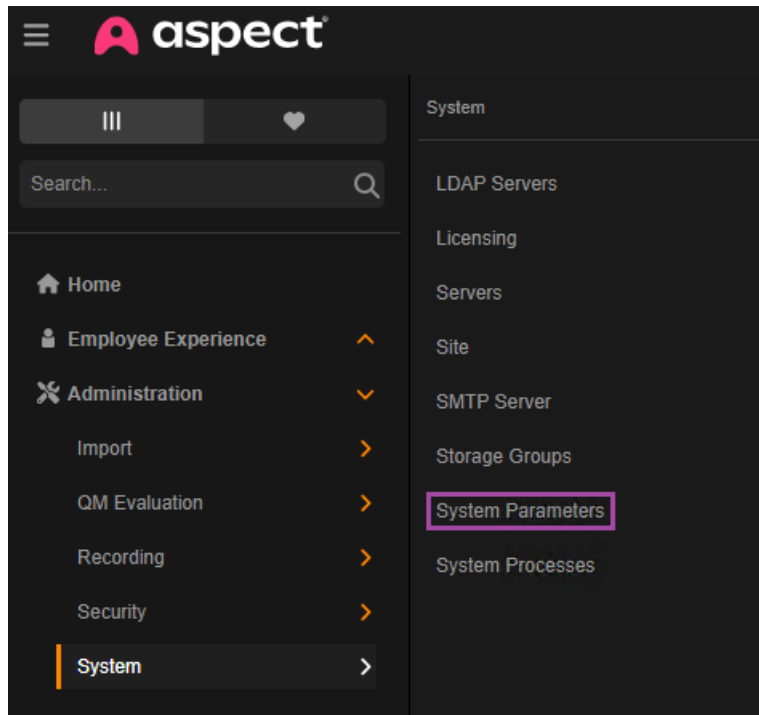 aspect
Search...
Home
Employee Experience
Administration
Import
QM Evaluation
Recording
Security
System
System
LDAP Servers
Licensing
Servers
Site
SMTP Server
Storage Groups
System Parameters
System Processes